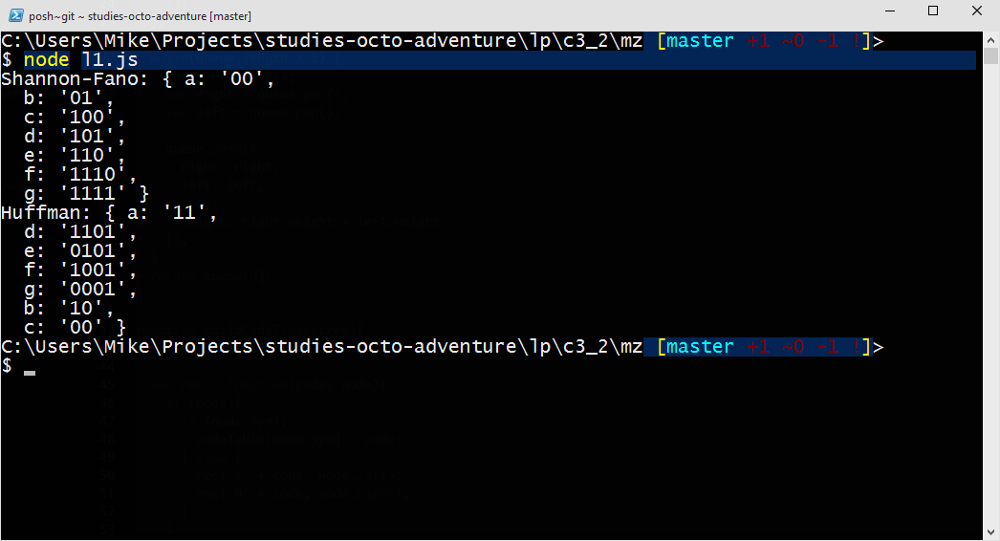 posh~git ~ studies-octo-adventure [master]
C:\Users\Mike\Projects\studies-octo-adventure\lp\c3_2\mz [master +1 ~0 -1 !]>
$ node l1.js
Shannon-Fano: { a: '00',
  b: '01',
  c: '100',
  d: '101',
  e: '110',
  f: '1110',
  g: '1111' }
Huffman: { a: '11',
  d: '1101',
  e: '0101',
  f: '1001',
  g: '0001',
  b: '10',
  c: '00' }
C:\Users\Mike\Projects\studies-octo-adventure\lp\c3_2\mz [master +1 ~0 -1 !]>
$ _